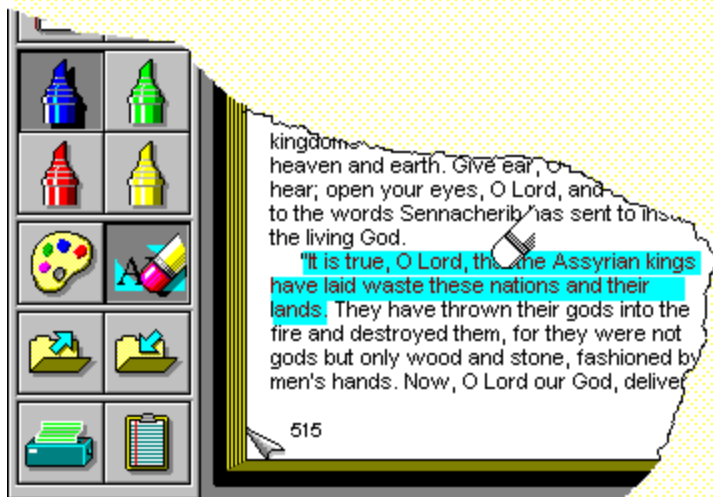 kingdoms
heaven and earth. Give ear, O
hear; open your eyes, O Lord, and
to the words Sennacherib has sent to insu
the living God.
"It is true, O Lord, that the Assyrian kings
have laid waste these nations and their
lands. They have thrown their gods into the
fire and destroyed them, for they were not
gods but only wood and stone, fashioned by
men's hands. Now, O Lord our God, deliver
515